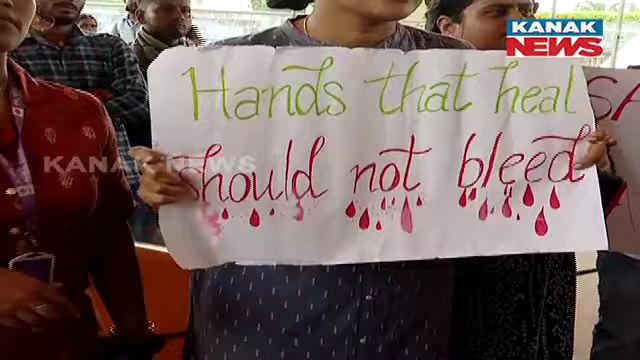 KANAK
NEWS
Hands that heal
should not bleed
KANAK NEWS